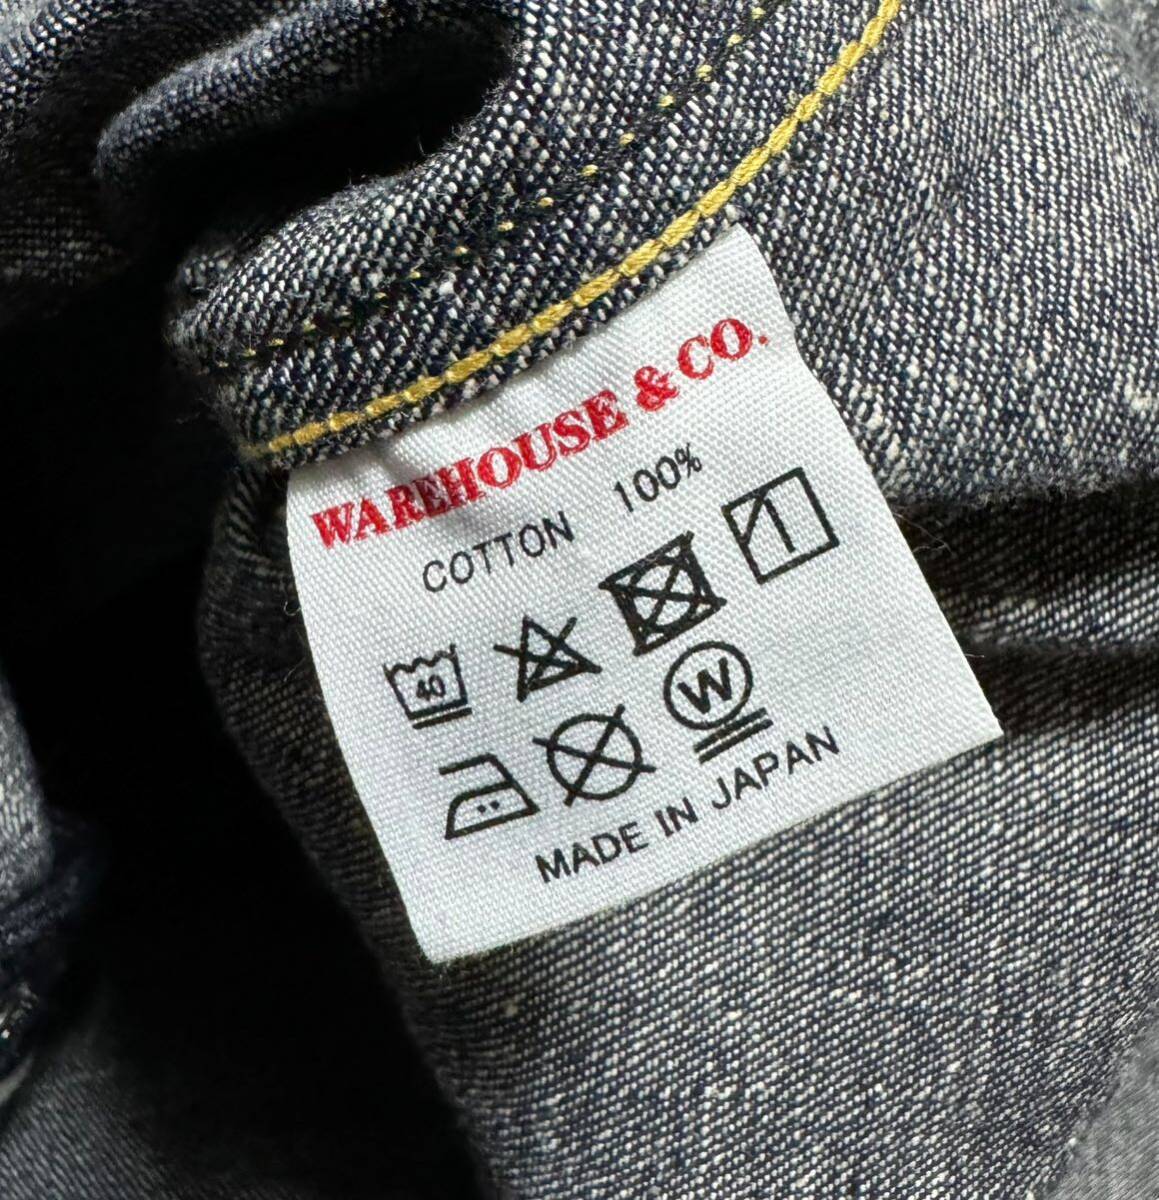 WAREHOUSE & CO.
COTTON 100%
40
W
MADE IN JAPAN